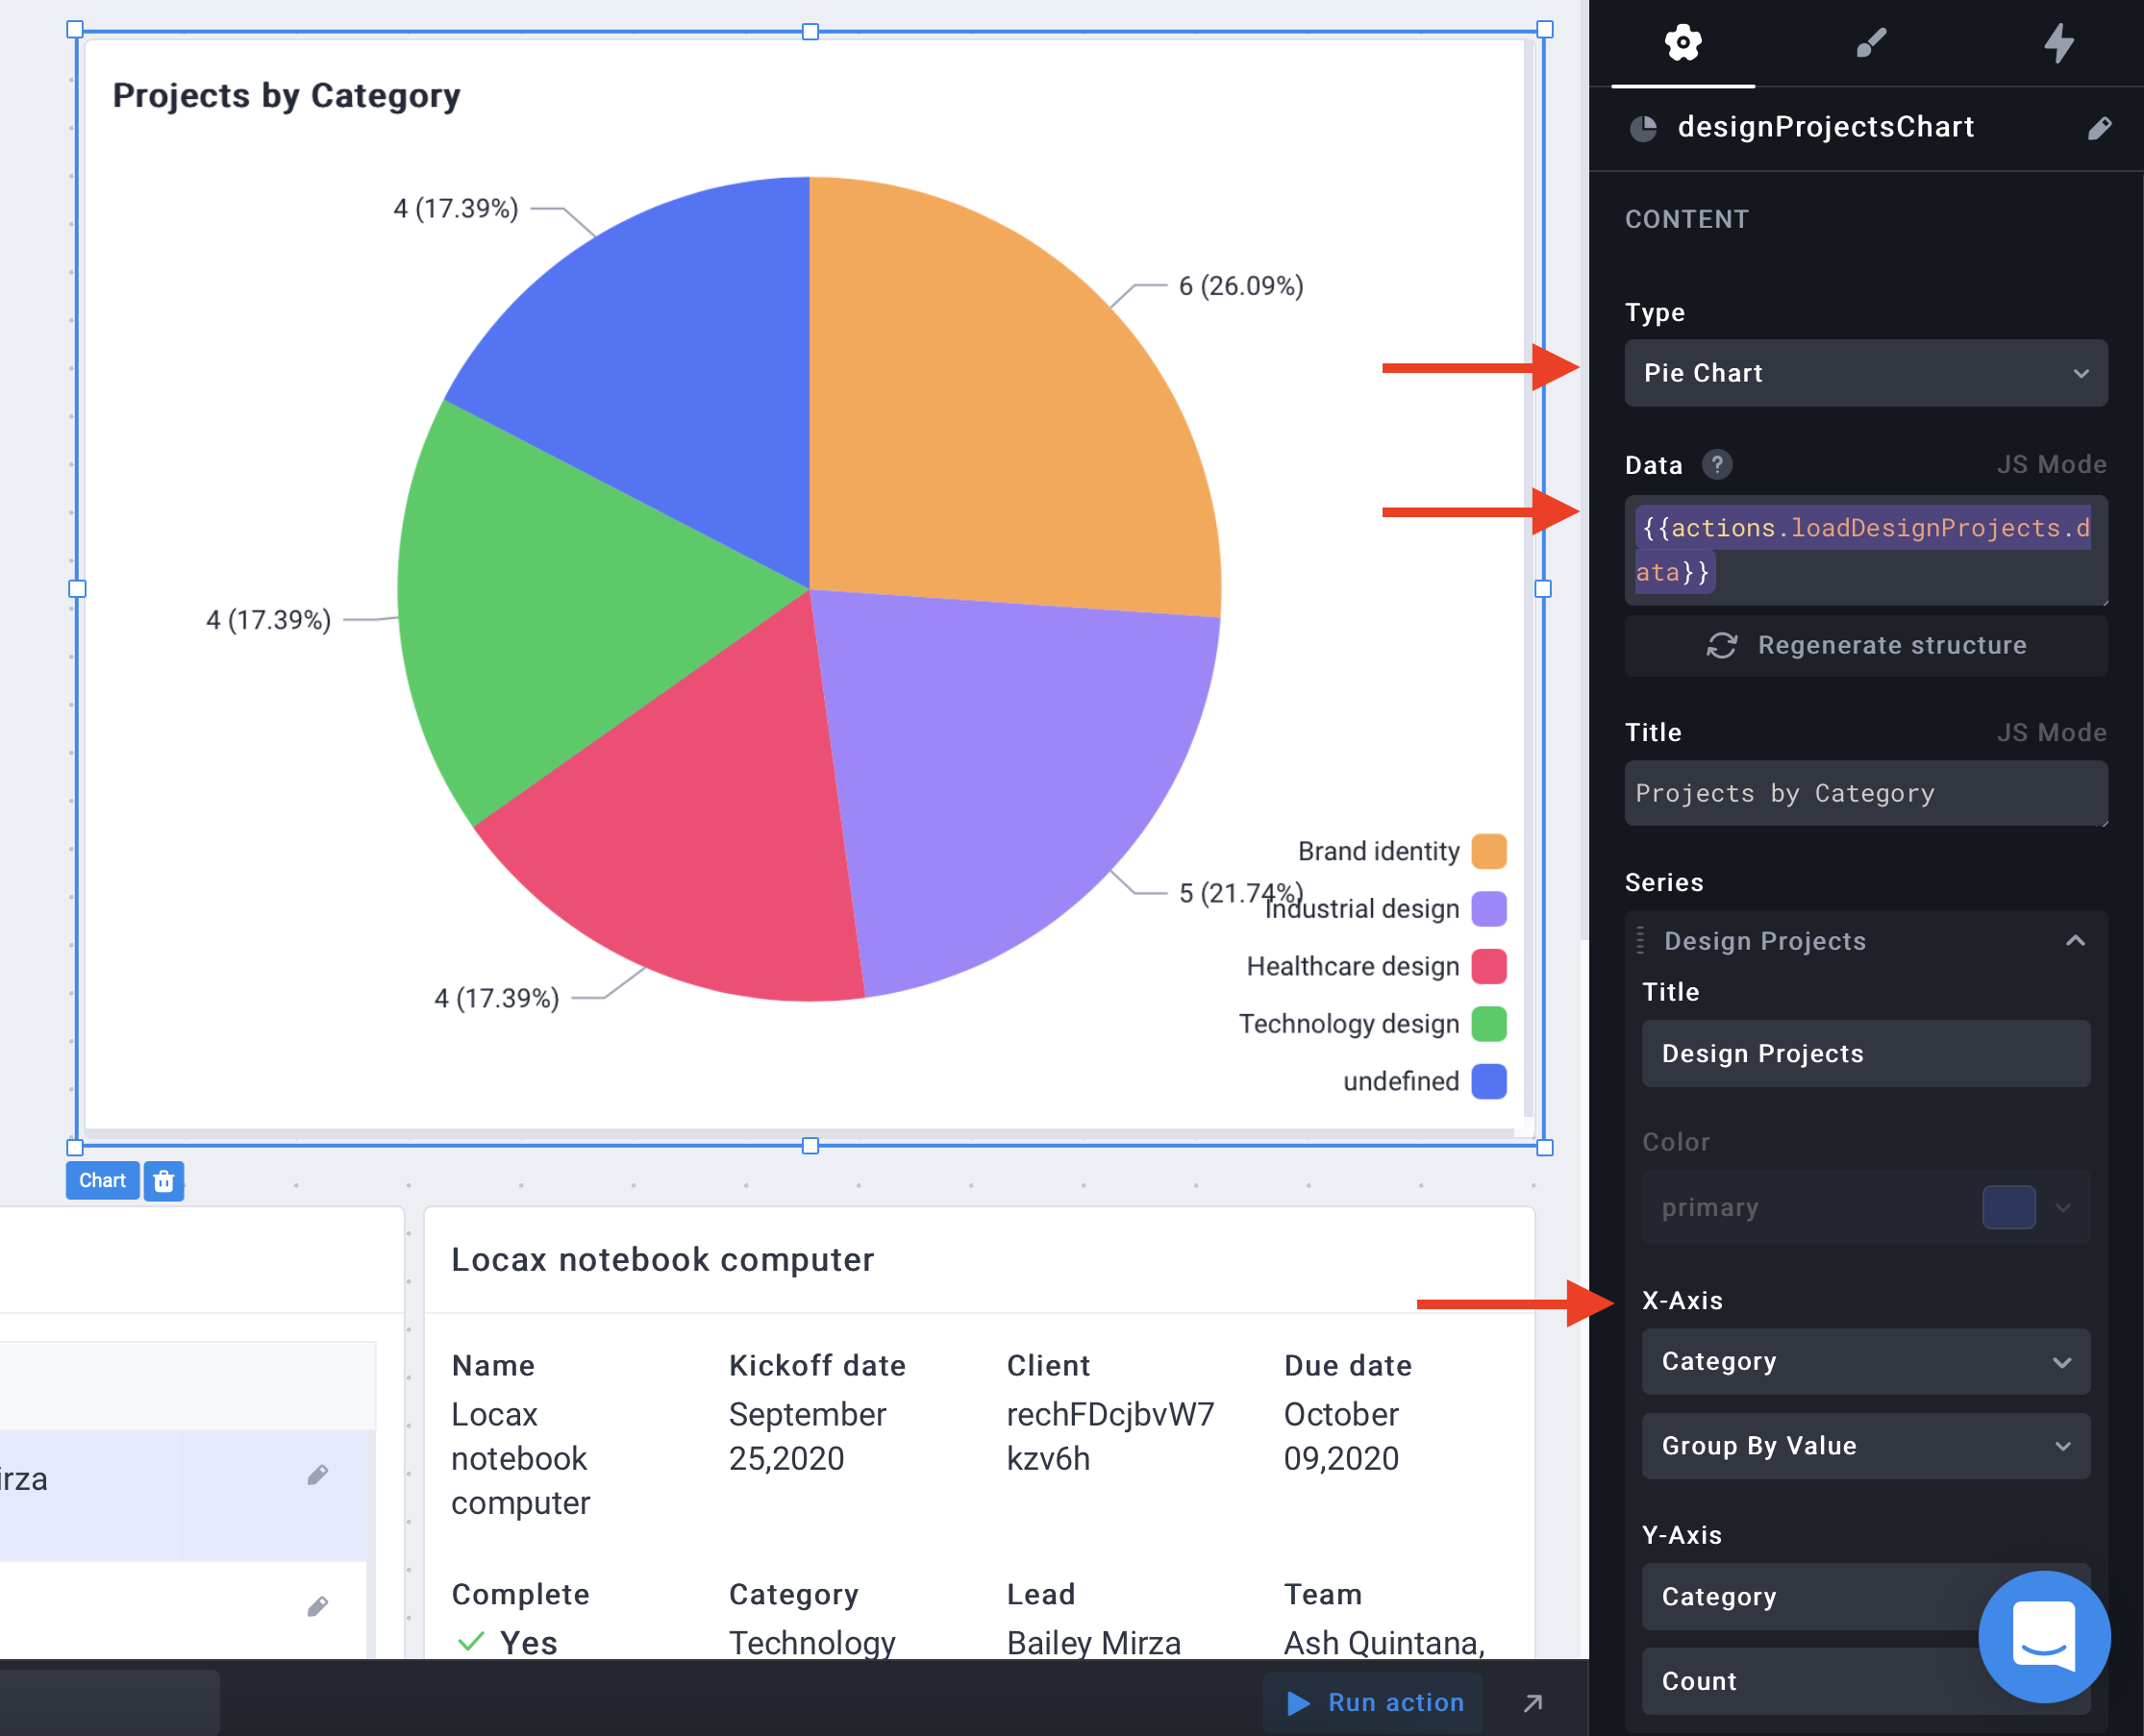 Projects by Category
4 (17.39%)
6 (26.09%)
4 (17.39%)
5 (21.74%)
4 (17.39%)
Brand identity
Industrial design
Healthcare design
Technology design
undefined
Chart
Locax notebook computer
Name
Locax
notebook
computer
Kickoff date
September
25,2020
Client
rechFDcjbvW7
kzv6h
Due date
October
09,2020
irza
Complete
Yes
Category
Technology
Lead
Bailey Mirza
Team
Ash Quintana,
Run action
designProjectsChart
CONTENT
Type
Pie Chart
Data ? JS Mode
{{actions.loadDesignProjects.d
ata}}
Regenerate structure
Title JS Mode
Projects by Category
Series
Design Projects
Title
Design Projects
Color
primary
X-Axis
Category
Group By Value
Y-Axis
Category
Count